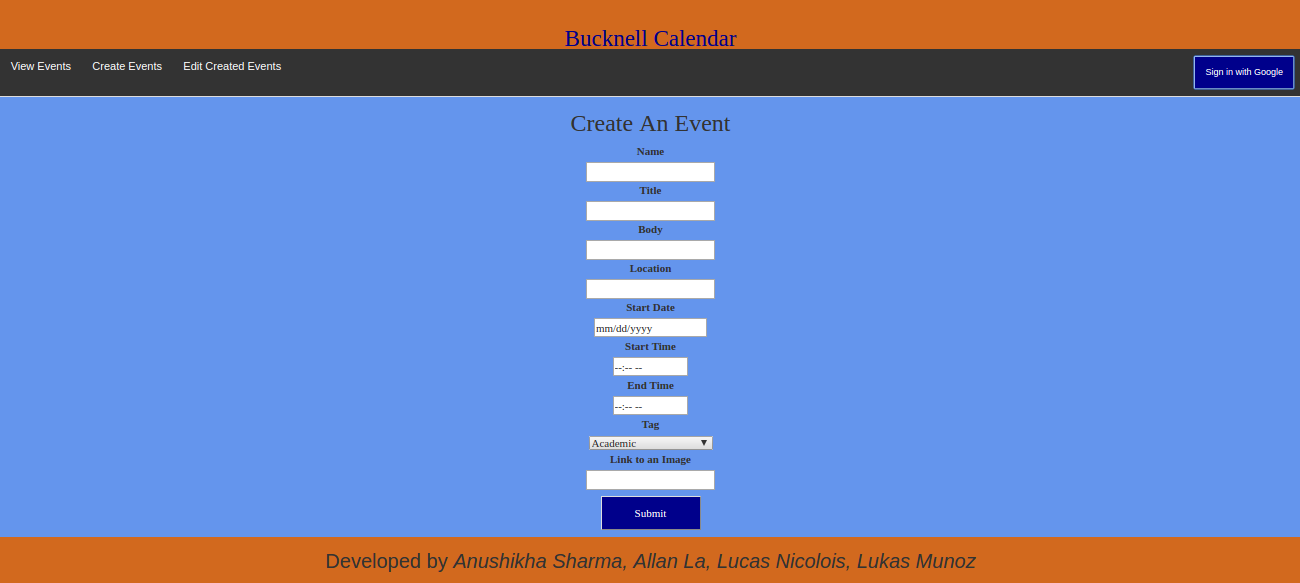 Bucknell Calendar
View Events Create Events Edit Created Events Sign in with Google
Create An Event
Name
Title
Body
Location
Start Date
mm/dd/yyyy
Start Time
--:-- --
End Time
--:-- --
Tag
Academic
Link to an Image
Submit
Developed by Anushikha Sharma, Allan La, Lucas Nicolois, Lukas Munoz